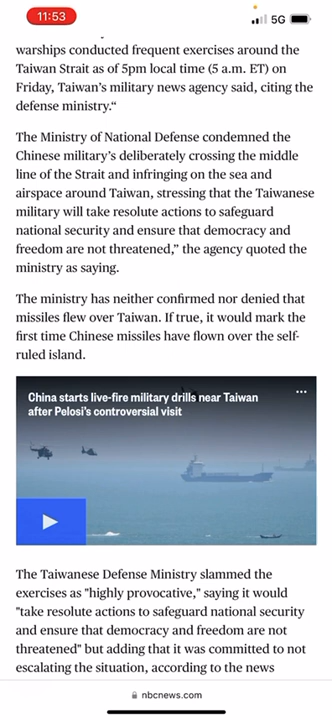 11:53
5G
warships conducted frequent exercises around the
Taiwan Strait as of 5pm local time (5 a.m. ET) on
Friday, Taiwan’s military news agency said, citing the
defense ministry.“
The Ministry of National Defense condemned the
Chinese military’s deliberately crossing the middle
line of the Strait and infringing on the sea and
airspace around Taiwan, stressing that the Taiwanese
military will take resolute actions to safeguard
national security and ensure that democracy and
freedom are not threatened,” the agency quoted the
ministry as saying.
The ministry has neither confirmed nor denied that
missiles flew over Taiwan. If true, it would mark the
first time Chinese missiles have flown over the self-
ruled island.
China starts live-fire military drills near Taiwan
after Pelosi’s controversial visit
The Taiwanese Defense Ministry slammed the
exercises as "highly provocative," saying it would
"take resolute actions to safeguard national security
and ensure that democracy and freedom are not
threatened" but adding that it was committed to not
escalating the situation, according to the news
nbcnews.com